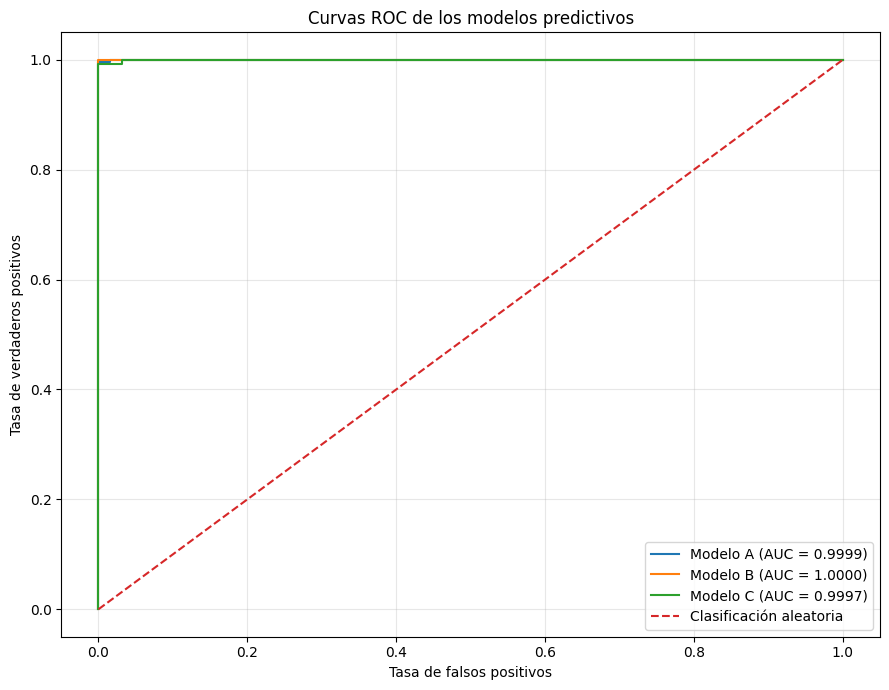 Curvas ROC de los modelos predictivos
Tasa de verdaderos positivos
1.0
0.8
0.6
0.4
0.2
0.0
Modelo A (AUC = 0.9999)
Modelo B (AUC = 1.0000)
Modelo C (AUC = 0.9997)
Clasificación aleatoria
0.0
0.2
0.4
0.6
0.8
1.0
Tasa de falsos positivos